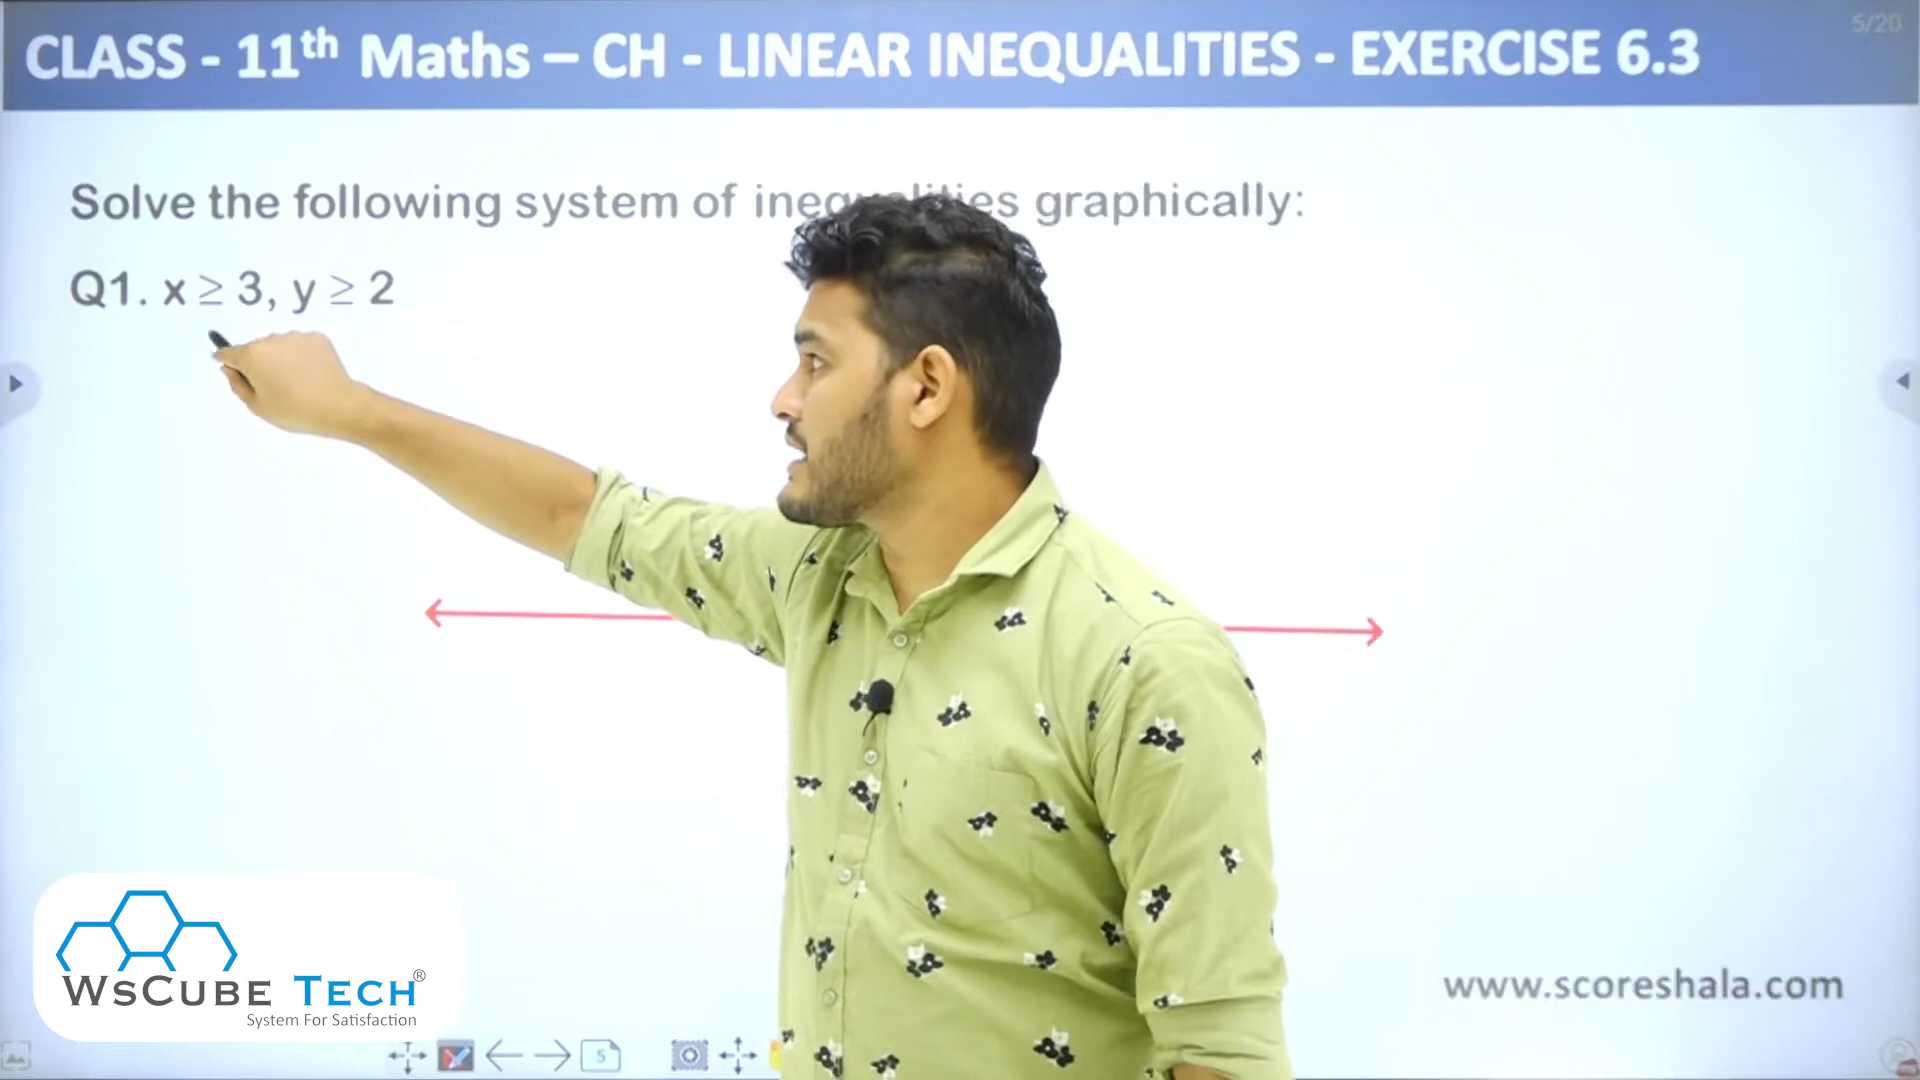 5/20
CLASS - 11th Maths – CH - LINEAR INEQUALITIES - EXERCISE 6.3
Solve the following system of inequalities graphically:
Q1. x ≥ 3, y ≥ 2
WsCube Tech®
System For Satisfaction
www.scoreshala.com
5